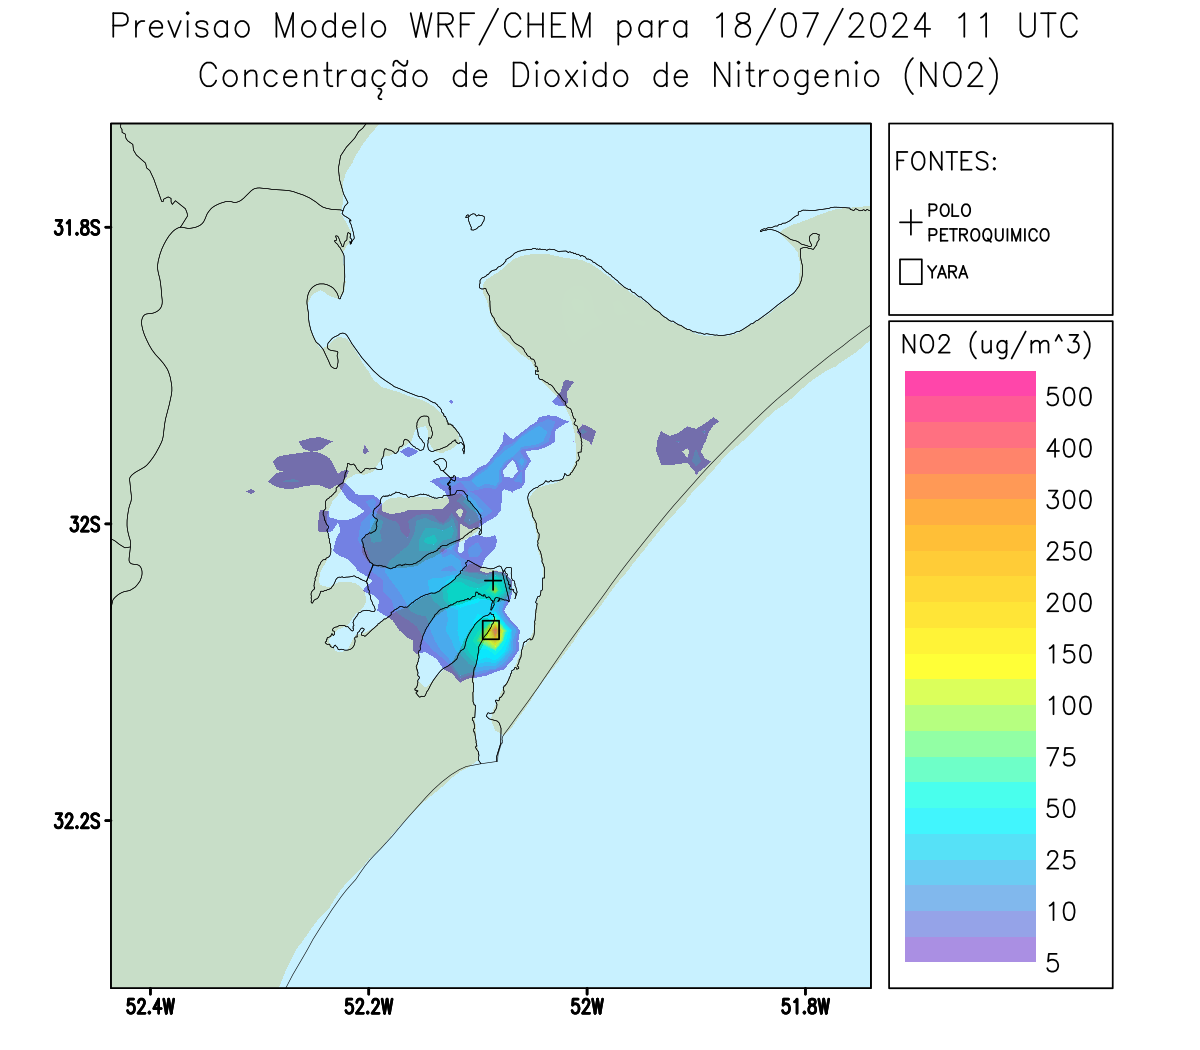 Previsao Modelo WRF/CHEM para 18/07/2024 11 UTC
Concentração de Dioxido de Nitrogenio (NO2)
FONTES:
POLO
PETROQUIMICO
YARA
NO2 (ug/m^3)
500
400
300
250
200
150
100
75
50
25
10
5
31.8S
32S
32.2S
52.4W
52.2W
52W
51.8W